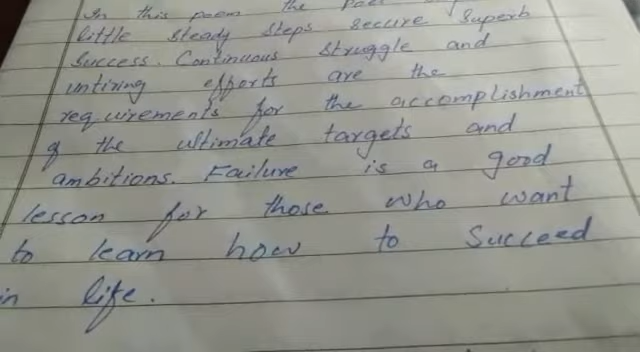 In this poem the Poet
little steady steps secure superb
success. Continuous struggle and
untiring efforts are the
requirements for the accomplishment
of the ultimate targets and
ambitions. Failure is a good
lesson for those who want
to learn how to succeed
in life.